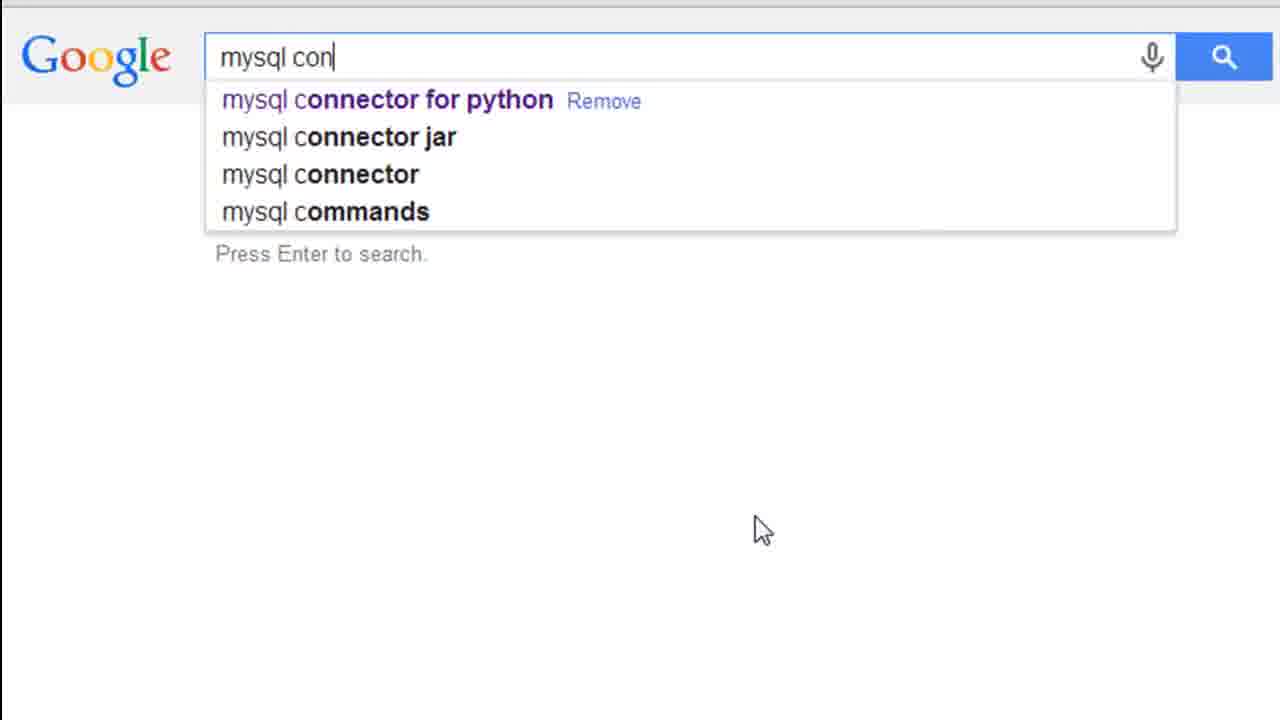 Google
mysql con
mysql connector for python Remove
mysql connector jar
mysql connector
mysql commands
Press Enter to search.